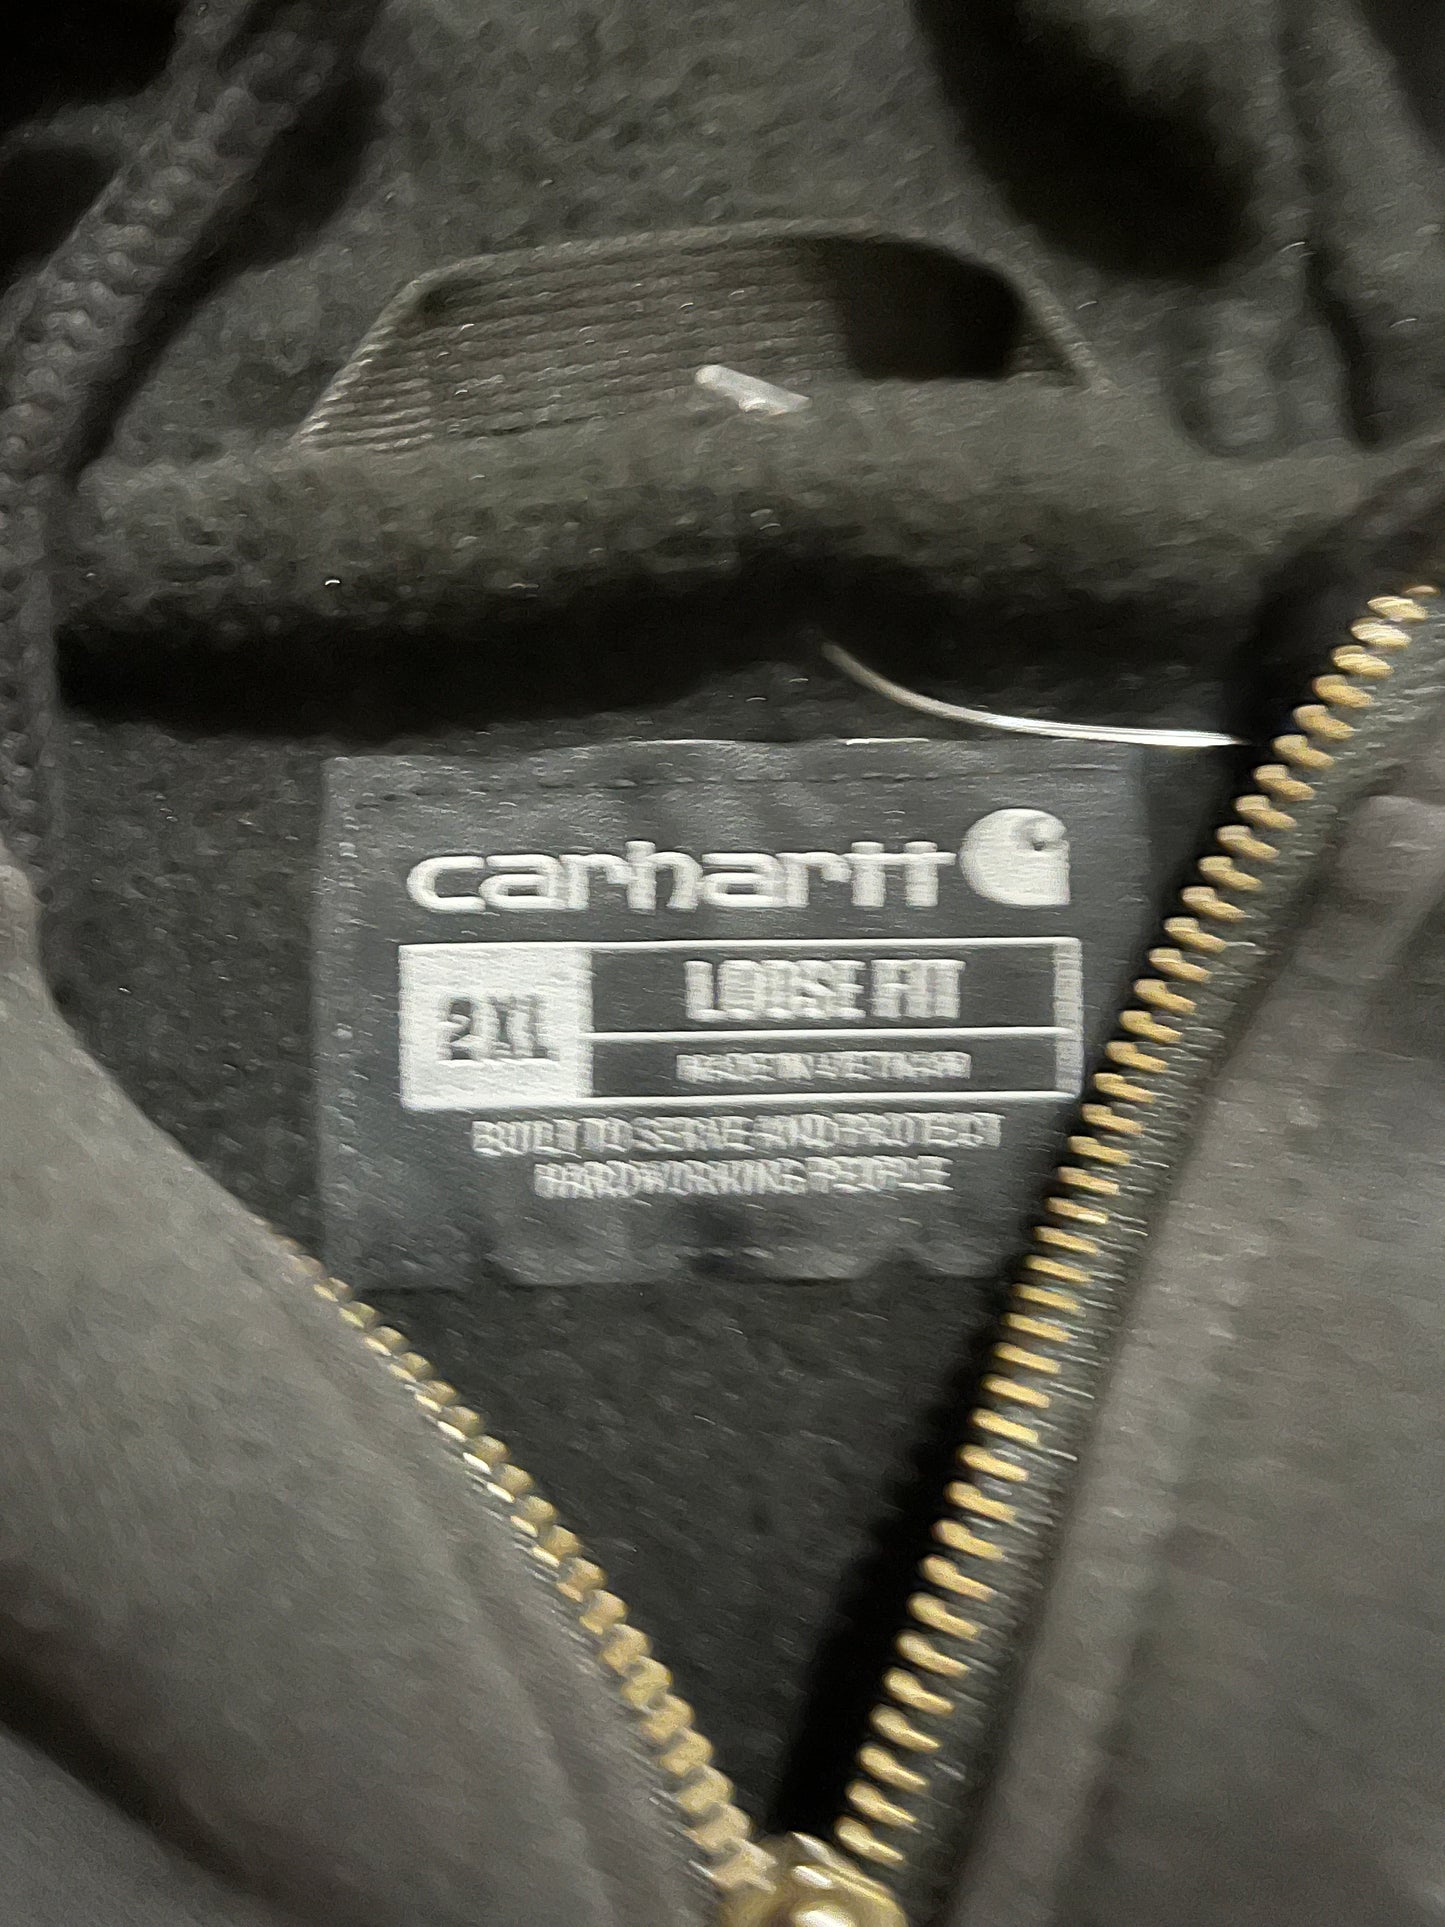 carhartt
2XL
LOOSE FIT
MADE IN VIETNAM
BUILT TO SERVE AND PROTECT
HARDWORKING PEOPLE